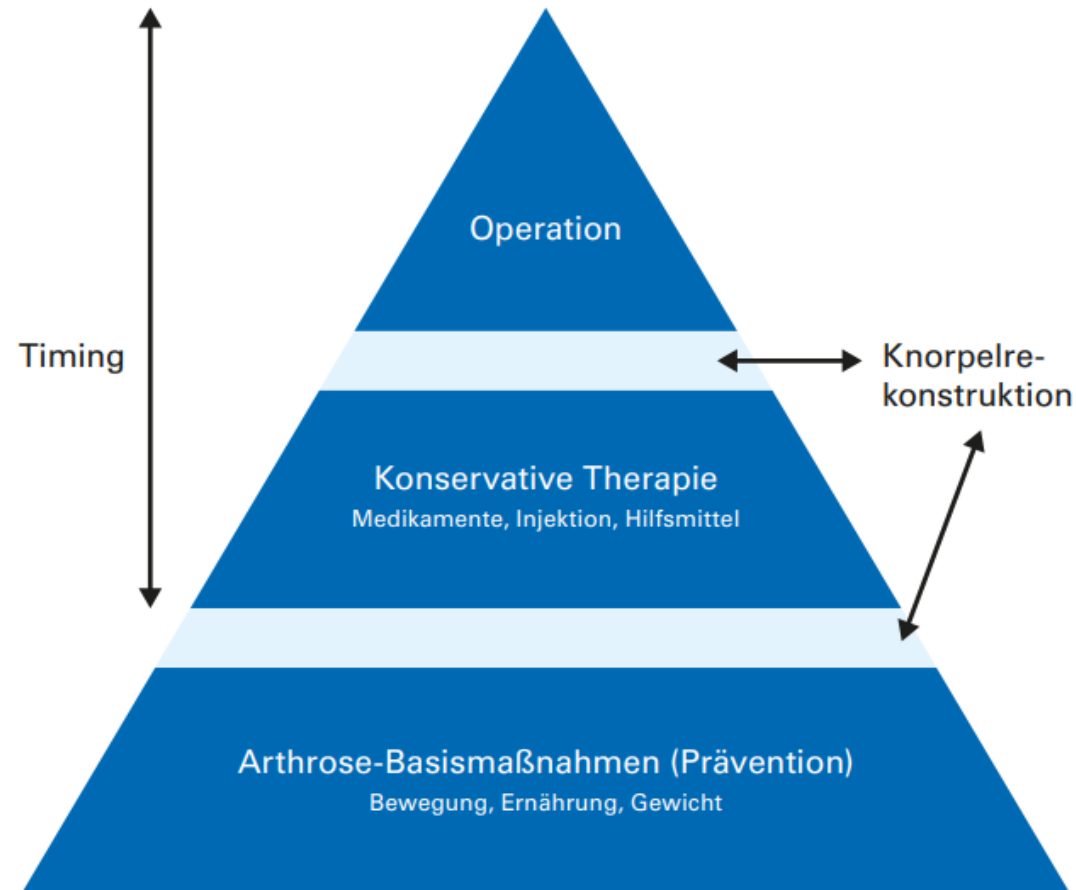 Operation
Timing
Knorpelre-
konstruktion
Konservative Therapie
Medikamente, Injektion, Hilfsmittel
Arthrose-Basismaßnahmen (Prävention)
Bewegung, Ernährung, Gewicht